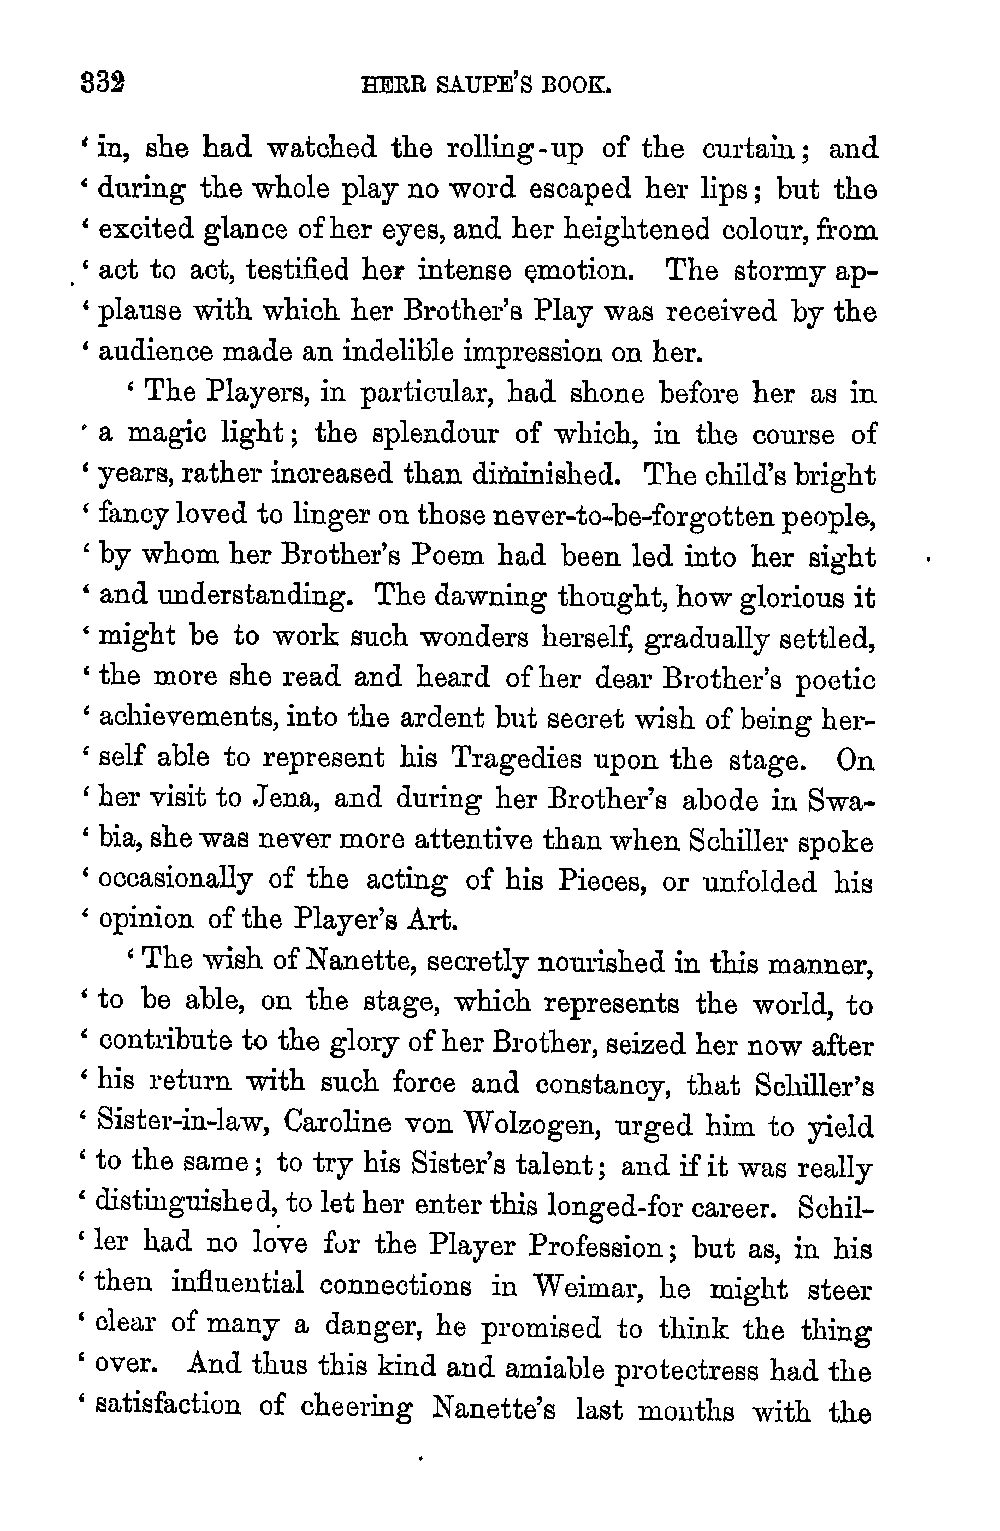 332 HERR SAUPE'S BOOK.
‘ in, she had watched the rolling-up of the curtain; and
‘ during the whole play no word escaped her lips; but the
‘ excited glance of her eyes, and her heightened colour, from
‘ act to act, testified her intense emotion. The stormy ap-
‘ plause with which her Brother's Play was received by the
‘ audience made an indelible impression on her.
‘ The Players, in particular, had shone before her as in
‘ a magic light; the splendour of which, in the course of
‘ years, rather increased than diminished. The child's bright
‘ fancy loved to linger on those never-to-be-forgotten people,
‘ by whom her Brother's Poem had been led into her sight
‘ and understanding. The dawning thought, how glorious it
‘ might be to work such wonders herself, gradually settled,
‘ the more she read and heard of her dear Brother's poetic
‘ achievements, into the ardent but secret wish of being her-
‘ self able to represent his Tragedies upon the stage. On
‘ her visit to Jena, and during her Brother's abode in Swa-
‘ bia, she was never more attentive than when Schiller spoke
‘ occasionally of the acting of his Pieces, or unfolded his
‘ opinion of the Player's Art.
‘ The wish of Nanette, secretly nourished in this manner,
‘ to be able, on the stage, which represents the world, to
‘ contribute to the glory of her Brother, seized her now after
‘ his return with such force and constancy, that Schiller's
‘ Sister-in-law, Caroline von Wolzogen, urged him to yield
‘ to the same; to try his Sister's talent; and if it was really
‘ distinguished, to let her enter this longed-for career. Schil-
‘ ler had no love for the Player Profession; but as, in his
‘ then influential connections in Weimar, he might steer
‘ clear of many a danger, he promised to think the thing
‘ over. And thus this kind and amiable protectress had the
‘ satisfaction of cheering Nanette's last months with the